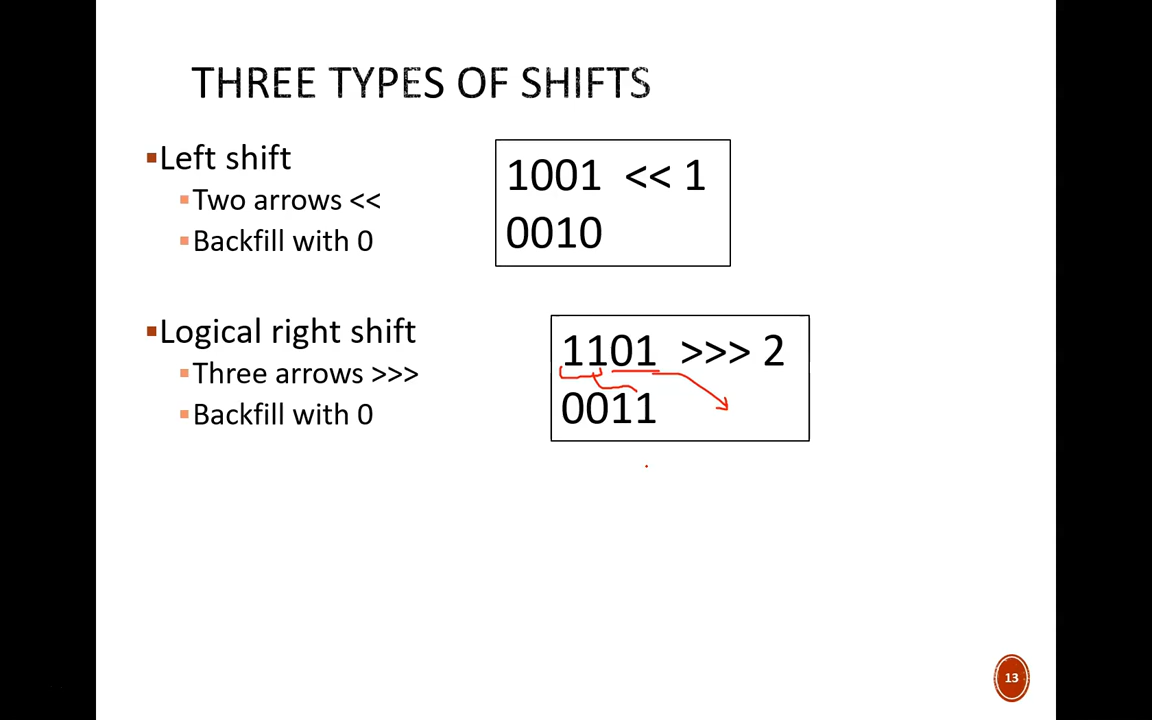 THREE TYPES OF SHIFTS
▪Left shift
▪Two arrows <<
▪Backfill with 0
1001 << 1
0010
▪Logical right shift
▪Three arrows >>>
▪Backfill with 0
1101 >>> 2
0011
13